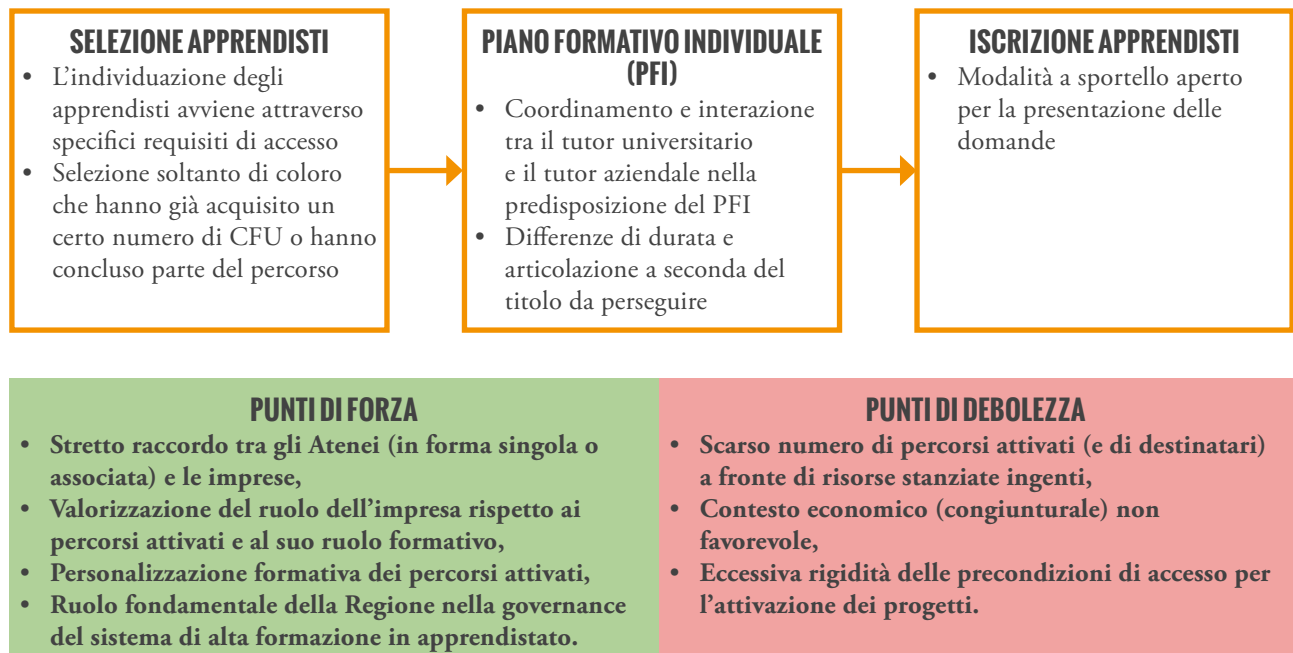 SELEZIONE APPRENDISTI
• L'individuazione degli
apprendisti avviene attraverso
specifici requisiti di accesso
• Selezione soltanto di coloro
che hanno già acquisito un
certo numero di CFU o hanno
concluso parte del percorso
PIANO FORMATIVO INDIVIDUALE
(PFI)
• Coordinamento e interazione
tra il tutor universitario
e il tutor aziendale nella
predisposizione del PFI
• Differenze di durata e
articolazione a seconda del
titolo da perseguire
ISCRIZIONE APPRENDISTI
• Modalità a sportello aperto
per la presentazione delle
domande
PUNTI DI FORZA
• Stretto raccordo tra gli Atenei (in forma singola o
associata) e le imprese,
• Valorizzazione del ruolo dell'impresa rispetto ai
percorsi attivati e al suo ruolo formativo,
• Personalizzazione formativa dei percorsi attivati,
• Ruolo fondamentale della Regione nella governance
del sistema di alta formazione in apprendistato.
PUNTI DI DEBOLEZZA
• Scarso numero di percorsi attivati (e di destinatari)
a fronte di risorse stanziate ingenti,
• Contesto economico (congiunturale) non
favorevole,
• Eccessiva rigidità delle precondizioni di accesso per
l'attivazione dei progetti.